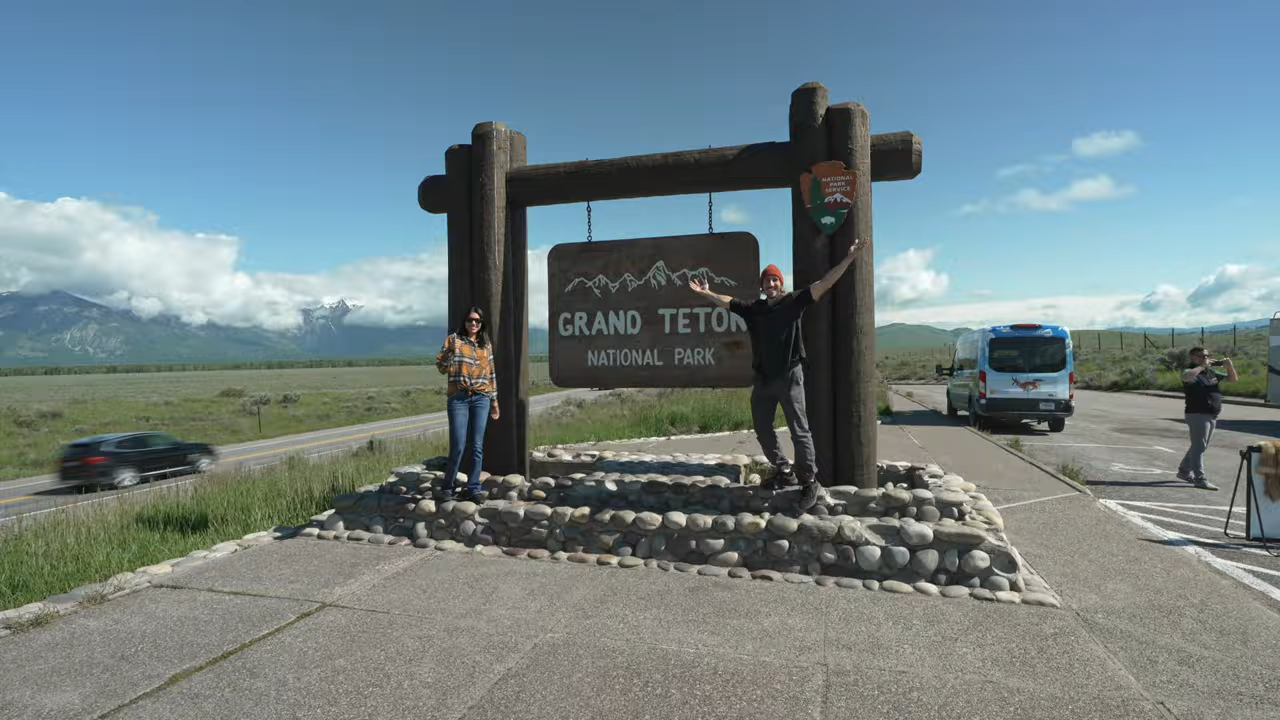 NATIONAL
PARK
SERVICE
GRAND TETON
NATIONAL PARK